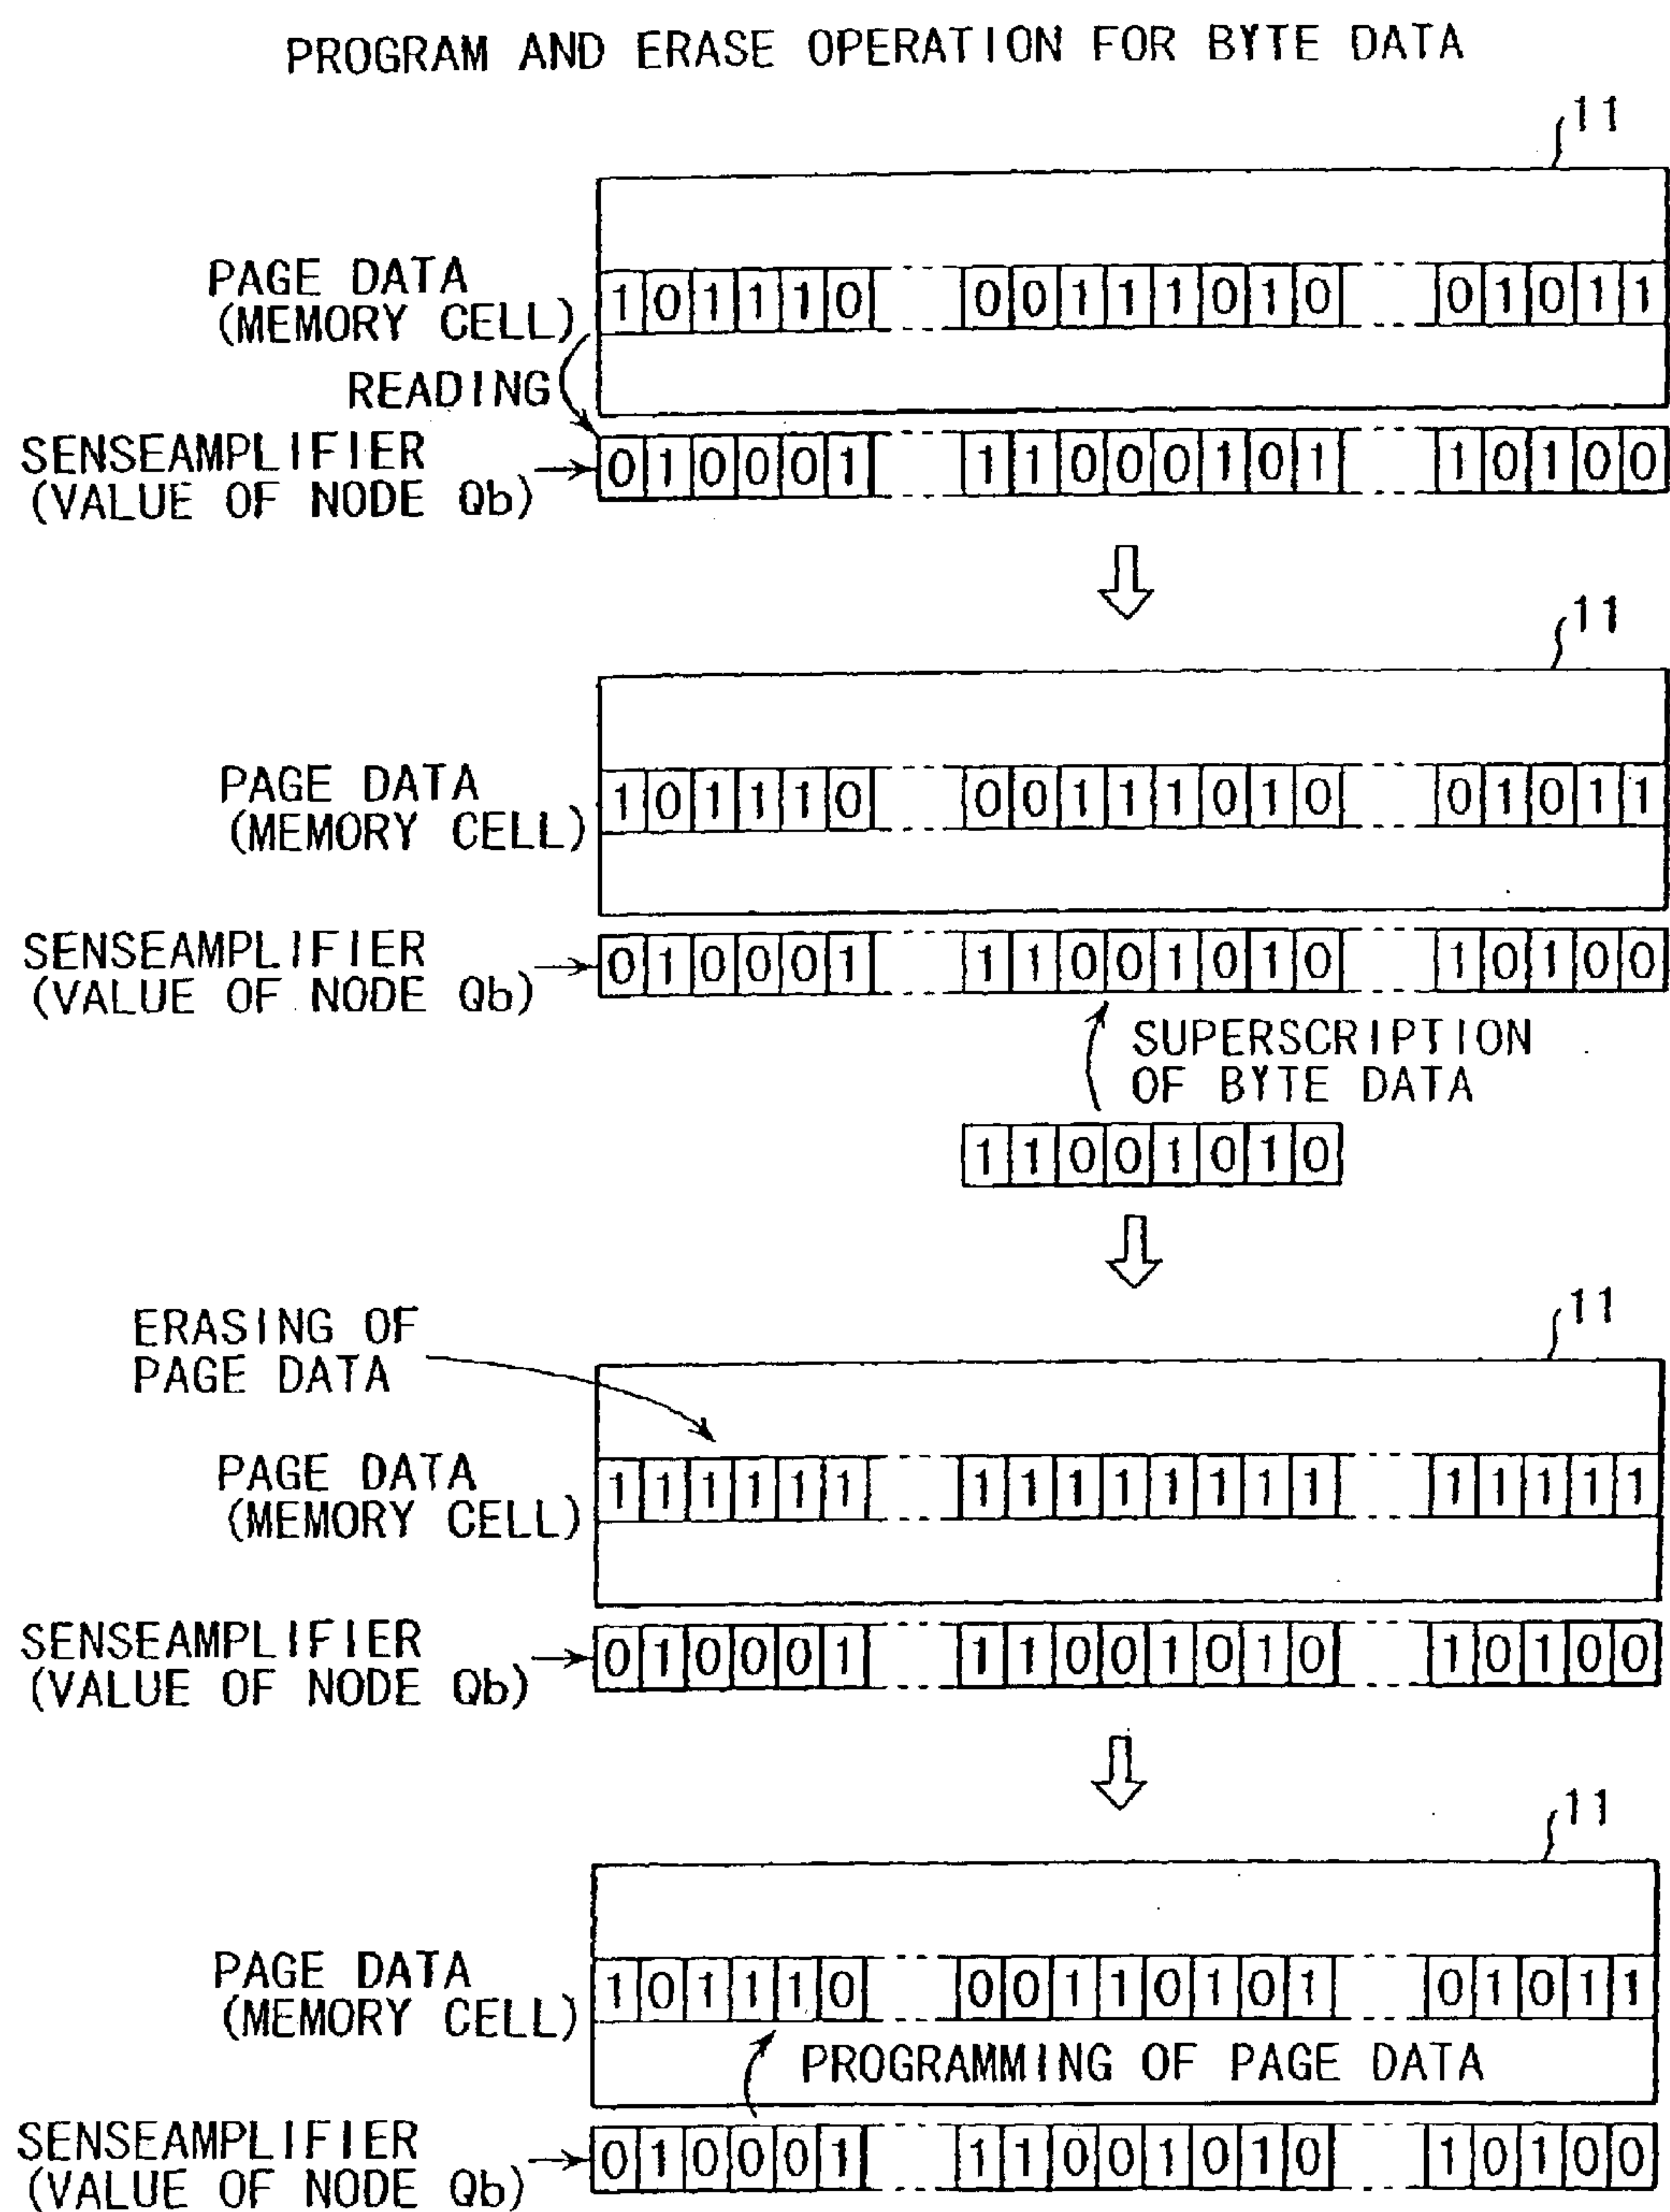 PROGRAM AND ERASE OPERATION FOR BYTE DATA
11
PAGE DATA
(MEMORY CELL)
1 0 1 1 1 0 0 0 1 1 1 0 1 0 0 1 0 1 1
READING
SENSEAMPLIFIER
(VALUE OF NODE Qb)
0 1 0 0 0 1 1 1 0 0 0 1 0 1 1 0 1 0 0
11
PAGE DATA
(MEMORY CELL)
1 0 1 1 1 0 0 0 1 1 1 0 1 0 0 1 0 1 1
SENSEAMPLIFIER
(VALUE OF NODE Qb)
0 1 0 0 0 1 1 1 0 0 1 0 1 0 1 0 1 0 0
SUPERSCRIPTION
OF BYTE DATA
1 1 0 0 1 0 1 0
11
ERASING OF
PAGE DATA
PAGE DATA
(MEMORY CELL)
1 1 1 1 1 1 1 1 1 1 1 1 1 1 1 1 1 1 1
SENSEAMPLIFIER
(VALUE OF NODE Qb)
0 1 0 0 0 1 1 1 0 0 1 0 1 0 1 0 1 0 0
11
PAGE DATA
(MEMORY CELL)
1 0 1 1 1 0 0 0 1 1 0 1 0 1 0 1 0 1 1
PROGRAMMING OF PAGE DATA
SENSEAMPLIFIER
(VALUE OF NODE Qb)
0 1 0 0 0 1 1 1 0 0 1 0 1 0 1 0 1 0 0